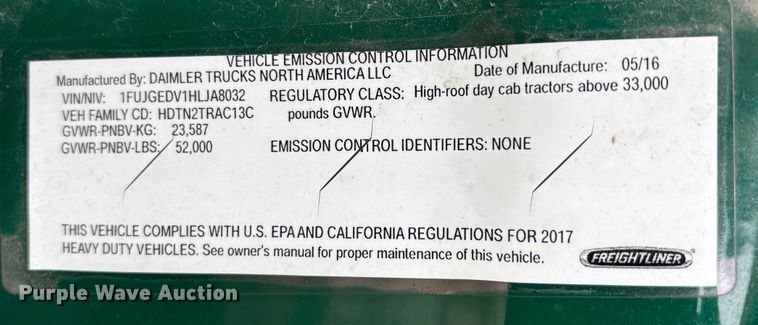 VEHICLE EMISSION CONTROL INFORMATION
Manufactured By: DAIMLER TRUCKS NORTH AMERICA LLC Date of Manufacture: 05/16
VIN/NIV: 1FUJGEDV1HLJA8032 REGULATORY CLASS: High-roof day cab tractors above 33,000
VEH FAMILY CD: HDTN2TRAC13C pounds GVWR.
GVWR-PNBV-KG: 23,587
GVWR-PNBV-LBS: 52,000 EMISSION CONTROL IDENTIFIERS: NONE
THIS VEHICLE COMPLIES WITH U.S. EPA AND CALIFORNIA REGULATIONS FOR 2017
HEAVY DUTY VEHICLES. See owner's manual for proper maintenance of this vehicle.
FREIGHTLINER
Purple Wave Auction